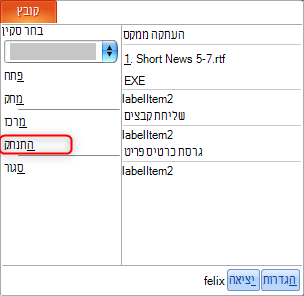 קובץ
בחר סקין
פתח
מחק
מרכז
התנתק
סגור
העתקה ממקס
1. Short News 5-7.rtf
EXE
labelItem2
שליחת קבצים
labelItem2
גרסת כרטיס פריט
labelItem2
הגדרות
יציאה
felix